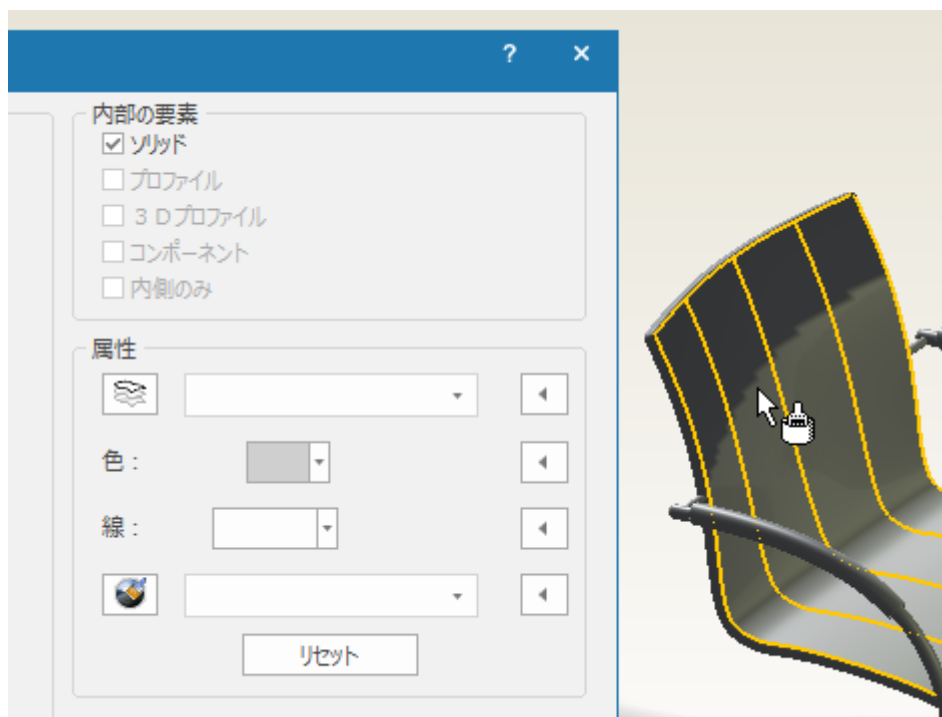 ?
内部の要素
ソリッド
プロファイル
３Ｄプロファイル
コンポーネント
内側のみ
属性
色 :
線 :
リセット